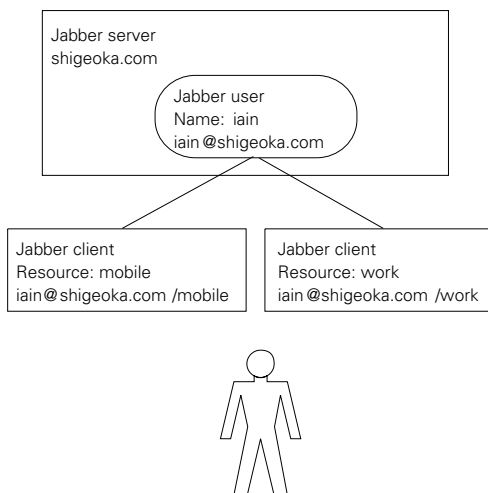 Jabber server
shigeoka.com
Jabber user
Name: iain
iain@shigeoka.com
Jabber client
Resource: mobile
iain@shigeoka.com /mobile
Jabber client
Resource: work
iain@shigeoka.com /work